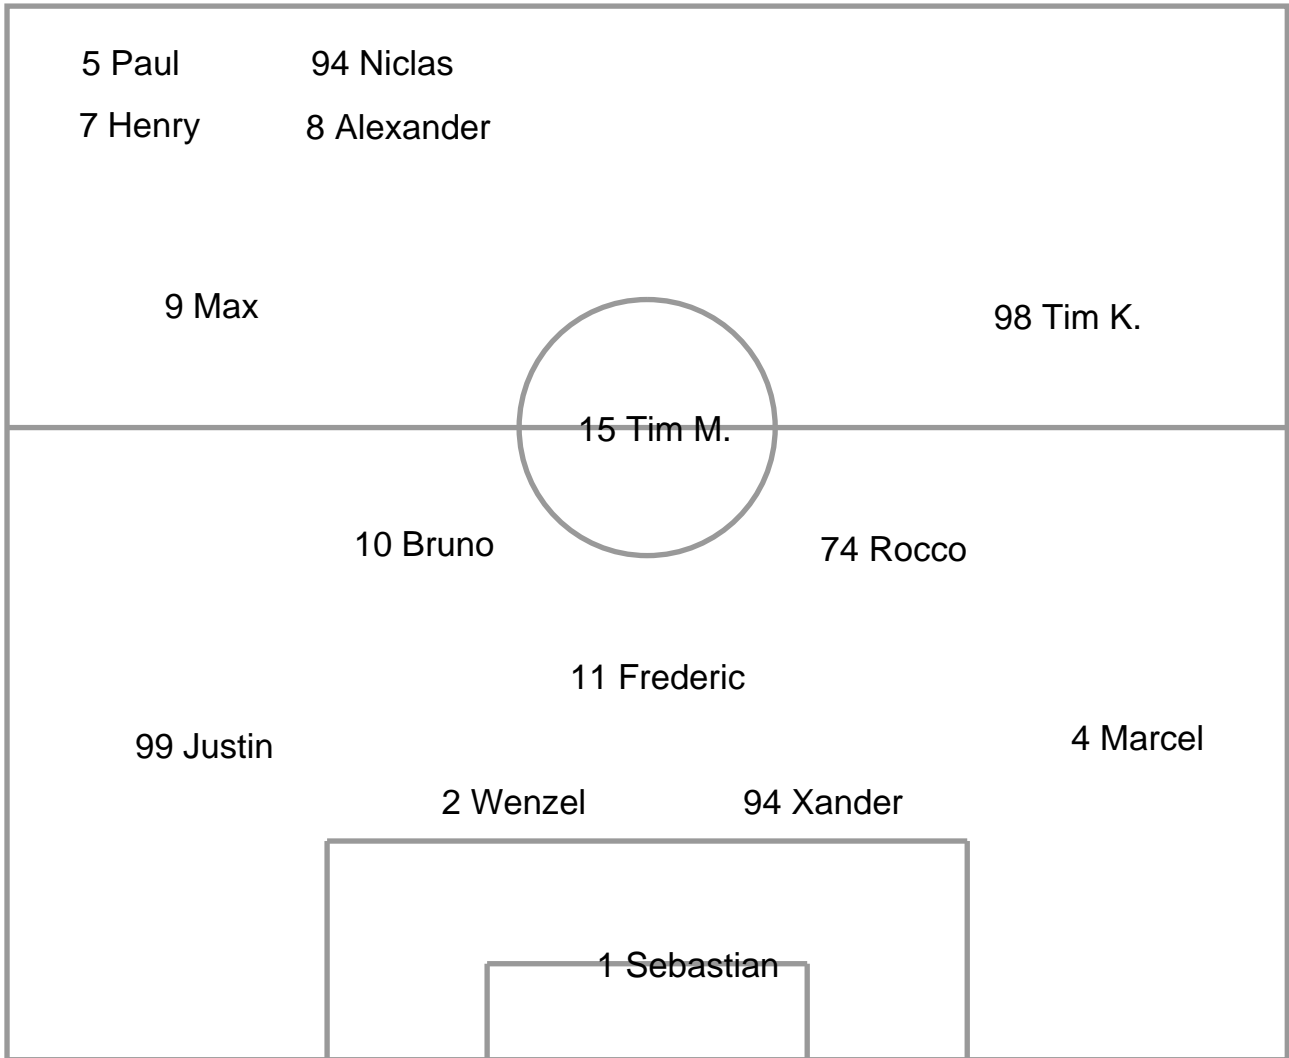 5 Paul
94 Niclas
7 Henry
8 Alexander
9 Max
98 Tim K.
15 Tim M.
10 Bruno
74 Rocco
11 Frederic
99 Justin
4 Marcel
2 Wenzel
94 Xander
1 Sebastian